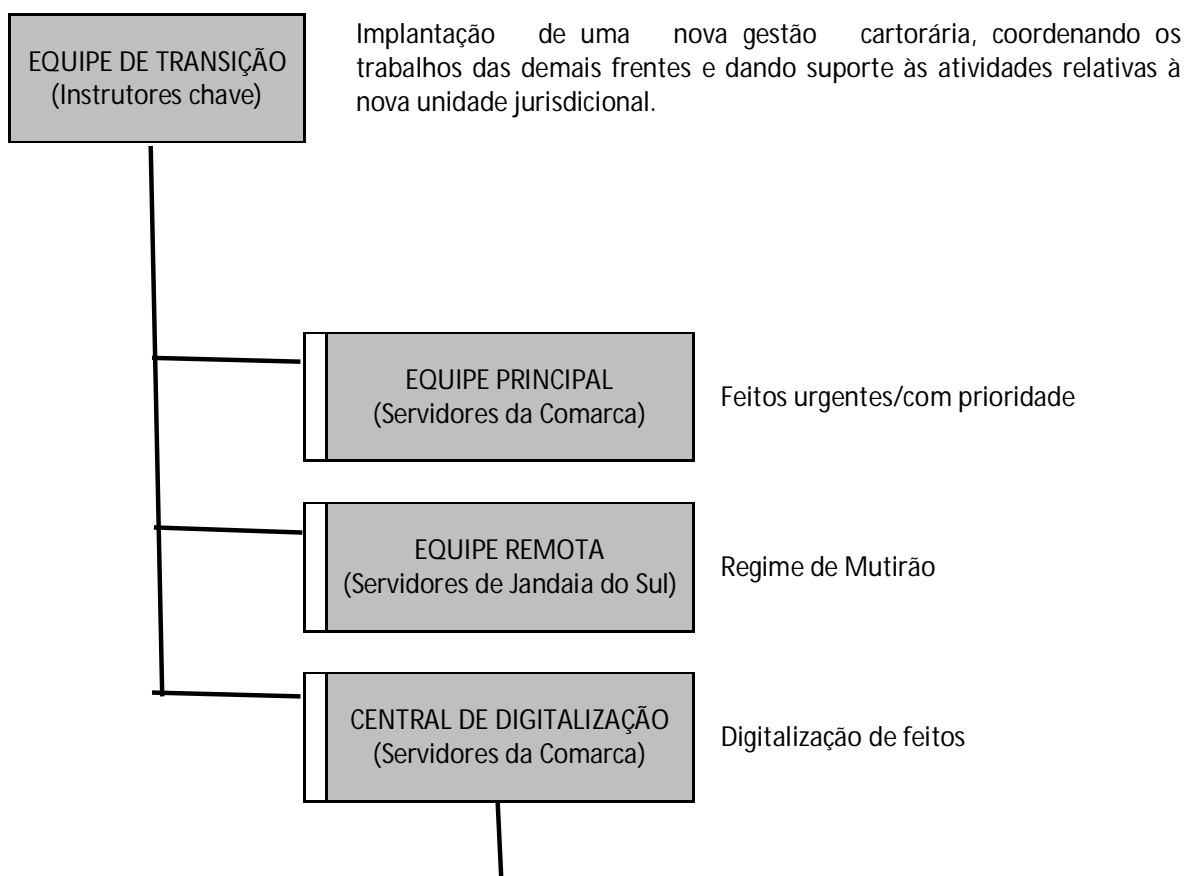 EQUIPE DE TRANSIÇÃO
(Instrutores chave)
Implantação de uma nova gestão cartorária, coordenando os
trabalhos das demais frentes e dando suporte às atividades relativas à
nova unidade jurisdicional.
EQUIPE PRINCIPAL
(Servidores da Comarca)
Feitos urgentes/com prioridade
EQUIPE REMOTA
(Servidores de Jandaia do Sul)
Regime de Mutirão
CENTRAL DE DIGITALIZAÇÃO
(Servidores da Comarca)
Digitalização de feitos